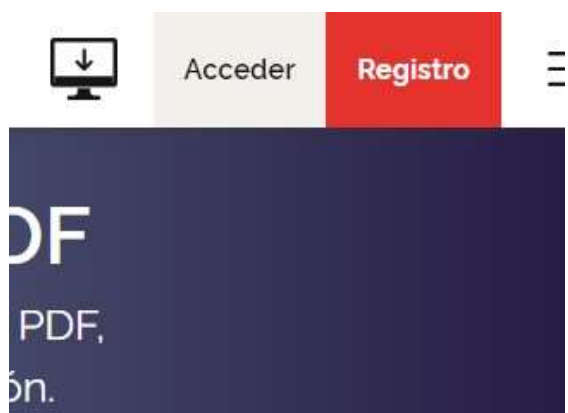 Acceder
Registro
DF
PDF,
ón.